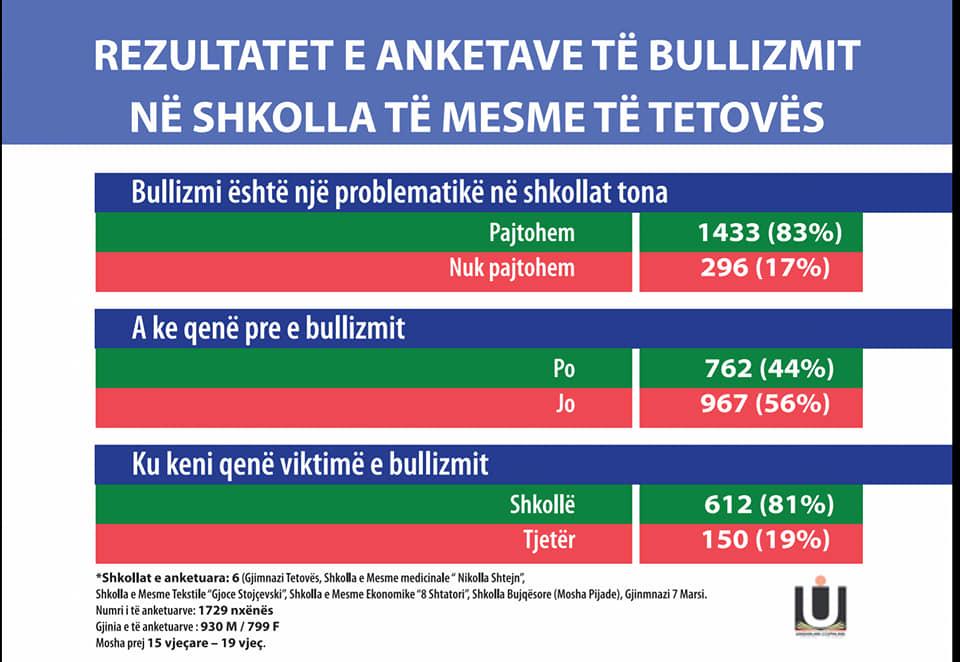 REZULTATET E ANKETAVE TË BULLIZMIT
NË SHKOLLA TË MESME TË TETOVËS
Bullizmi është një problematikë në shkollat tona
Pajtohem 1433 (83%)
Nuk pajtohem 296 (17%)
A ke qenë pre e bullizmit
Po 762 (44%)
Jo 967 (56%)
Ku keni qenë viktimë e bullizmit
Shkollë 612 (81%)
Tjetër 150 (19%)
*Shkollat e anketuara: 6 (Gjimnazi Tetovës, Shkolla e Mesme medicinale “ Nikolla Shtejn”,
Shkolla e Mesme Tekstile “Gjoce Stojçevski”, Shkolla e Mesme Ekonomike “8 Shtatori”, Shkolla Bujqësore (Mosha Pijade), Gjinmnazi 7 Marsi.
Numri i të anketuarve: 1729 nxënës
Gjinia e të anketuarve : 930 M / 799 F
Mosha prej 15 vjeçare – 19 vjeç.